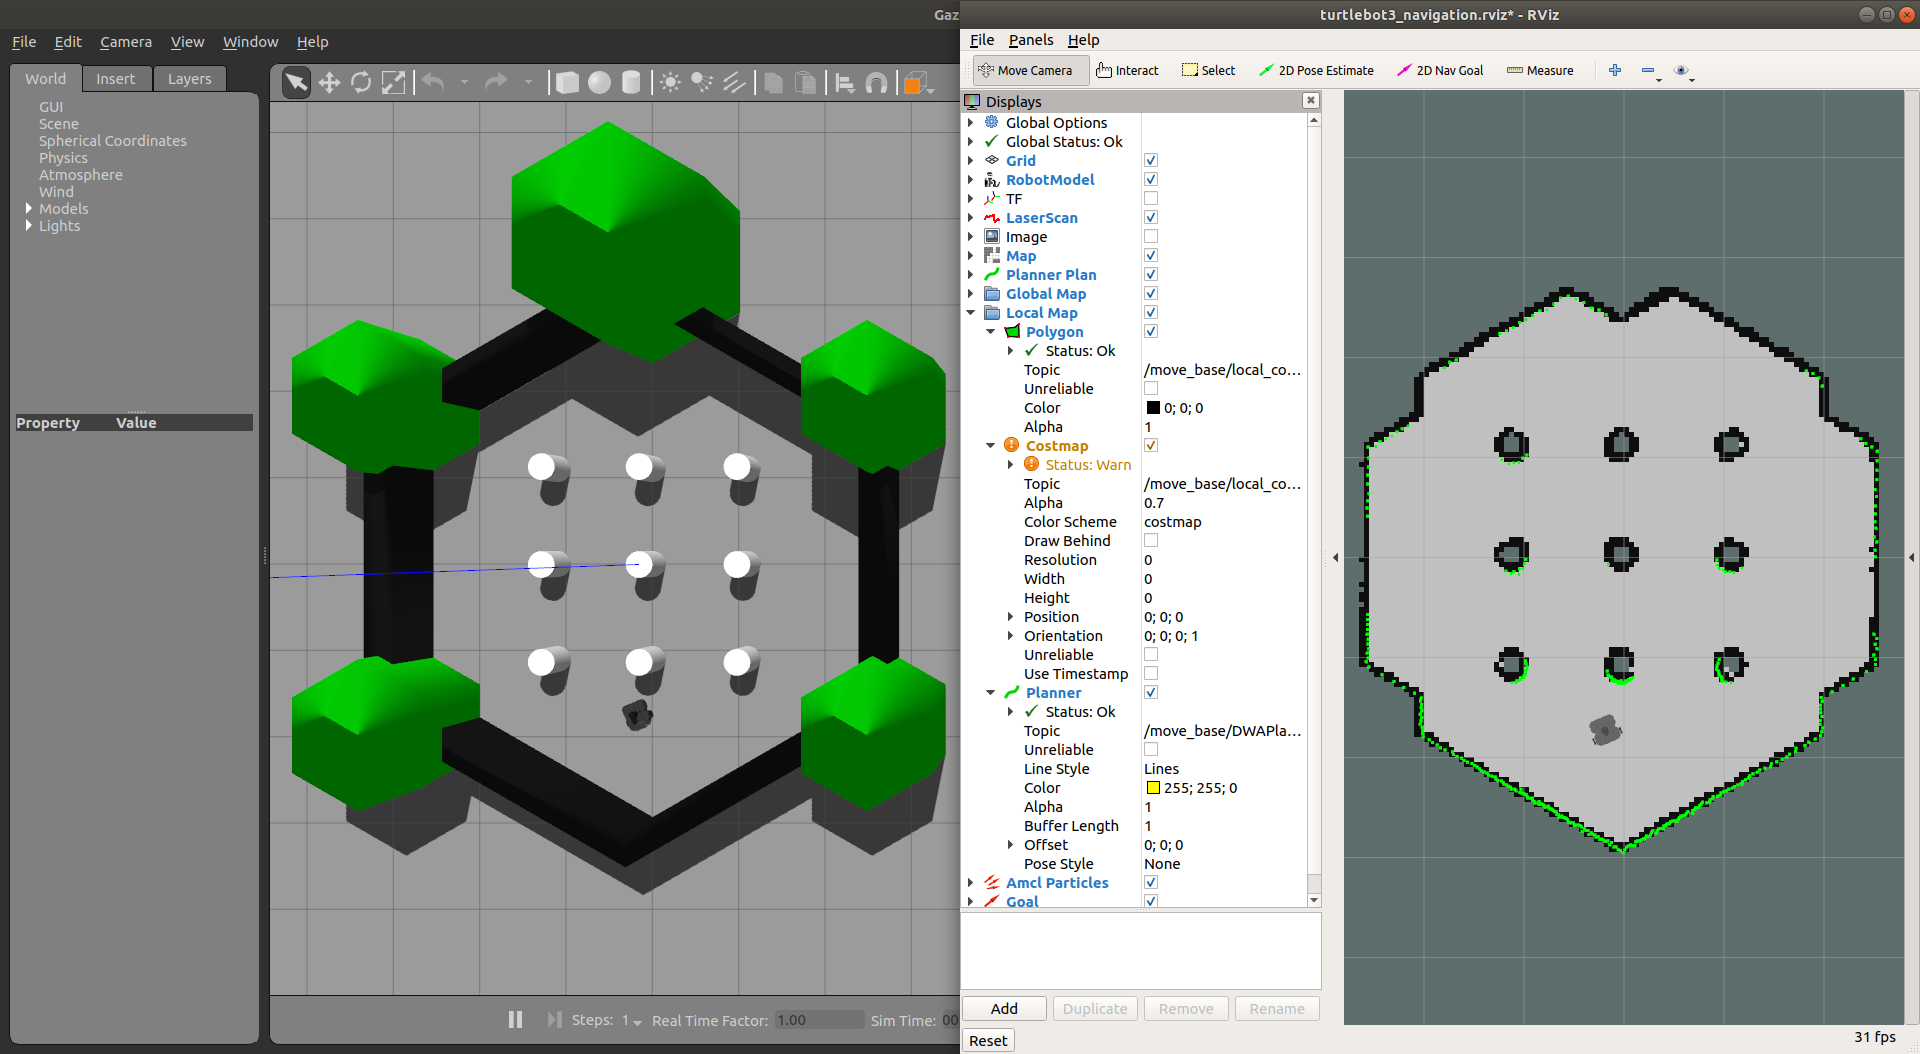 Gaz
File Edit Camera View Window Help
World Insert Layers
GUI
Scene
Spherical Coordinates
Physics
Atmosphere
Wind
Models
Lights
Property Value
Steps: 1 Real Time Factor: 1.00 Sim Time: 00
turtlebot3_navigation.rviz* - RViz
File Panels Help
Move Camera Interact Select 2D Pose Estimate 2D Nav Goal Measure
Displays
Global Options
Global Status: Ok
Grid
RobotModel
TF
LaserScan
Image
Map
Planner Plan
Global Map
Local Map
Polygon
Status: Ok
Topic /move_base/local_co...
Unreliable
Color 0; 0; 0
Alpha 1
Costmap
Status: Warn
Topic /move_base/local_co...
Alpha 0.7
Color Scheme costmap
Draw Behind
Resolution 0
Width 0
Height 0
Position 0; 0; 0
Orientation 0; 0; 0; 1
Unreliable
Use Timestamp
Planner
Status: Ok
Topic /move_base/DWAPla...
Unreliable
Line Style Lines
Color 255; 255; 0
Alpha 1
Buffer Length 1
Offset 0; 0; 0
Pose Style None
Amcl Particles
Goal
Add Duplicate Remove Rename
Reset
31 fps